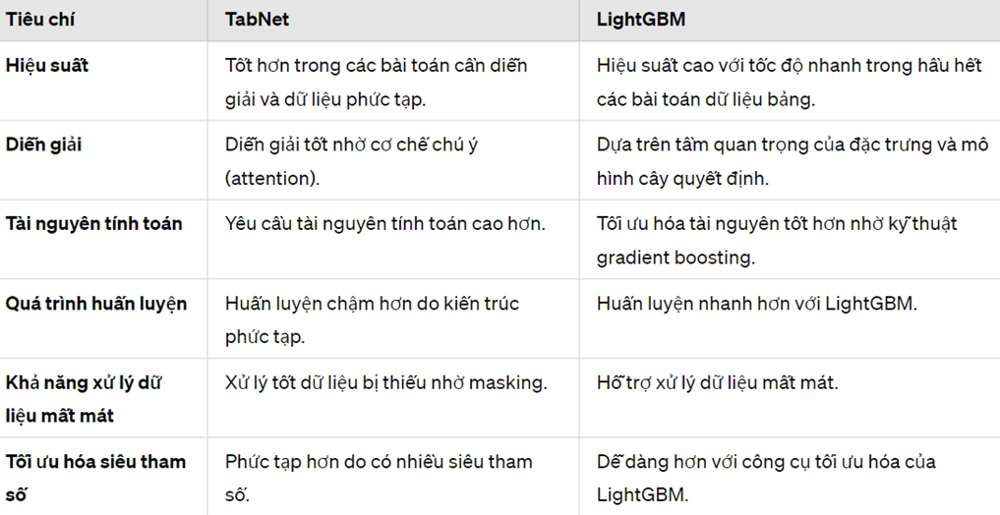 Tiêu chí
TabNet
LightGBM
Hiệu suất
Tốt hơn trong các bài toán cần diễn
giải và dữ liệu phức tạp.
Hiệu suất cao với tốc độ nhanh trong hầu hết
các bài toán dữ liệu bảng.
Diễn giải
Diễn giải tốt nhờ cơ chế chú ý
(attention).
Dựa trên tầm quan trọng của đặc trưng và mô
hình cây quyết định.
Tài nguyên tính toán
Yêu cầu tài nguyên tính toán cao hơn.
Tối ưu hóa tài nguyên tốt hơn nhờ kỹ thuật
gradient boosting.
Quá trình huấn luyện
Huấn luyện chậm hơn do kiến trúc
phức tạp.
Huấn luyện nhanh hơn với LightGBM.
Khả năng xử lý dữ
liệu mất mát
Xử lý tốt dữ liệu bị thiếu nhờ masking.
Hỗ trợ xử lý dữ liệu mất mát.
Tối ưu hóa siêu tham
số
Phức tạp hơn do có nhiều siêu tham
số.
Dễ dàng hơn với công cụ tối ưu hóa của
LightGBM.